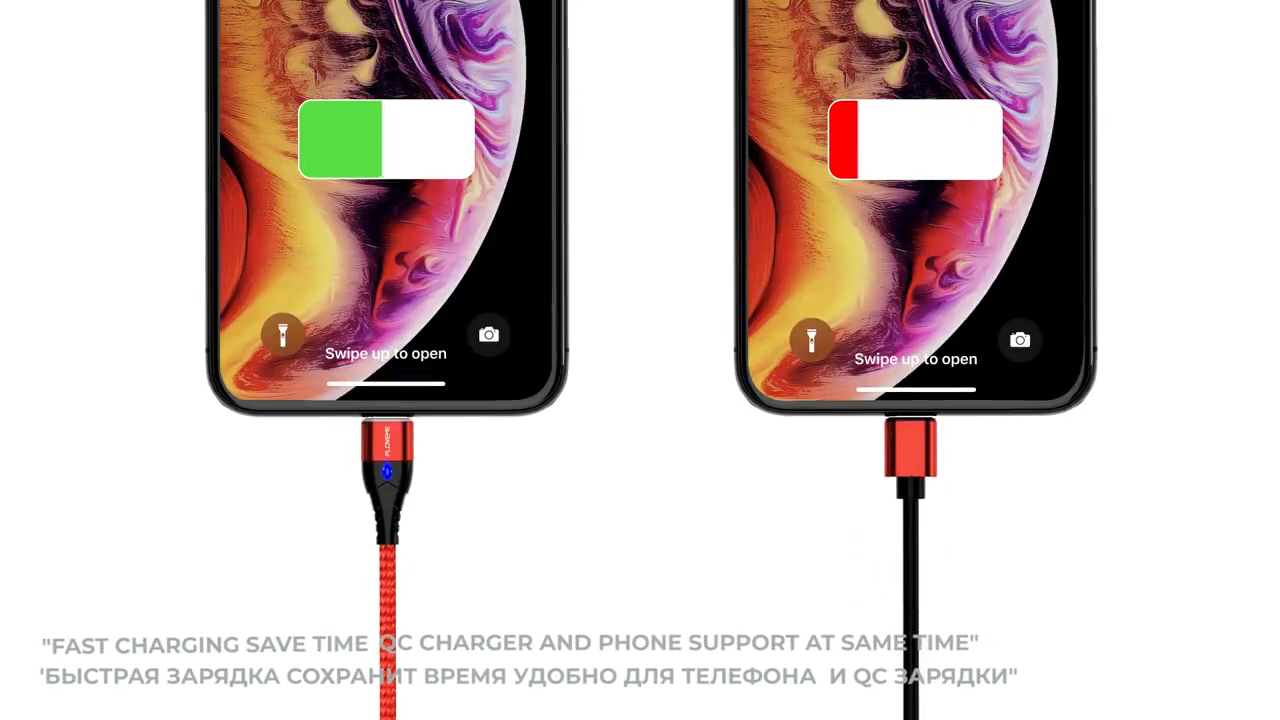 Swipe up to open
Swipe up to open
FLOVEME
"FAST CHARGING SAVE TIME QC CHARGER AND PHONE SUPPORT AT SAME TIME"
'БЫСТРАЯ ЗАРЯДКА СОХРАНИТ ВРЕМЯ УДОБНО ДЛЯ ТЕЛЕФОНА И QC ЗАРЯДКИ"